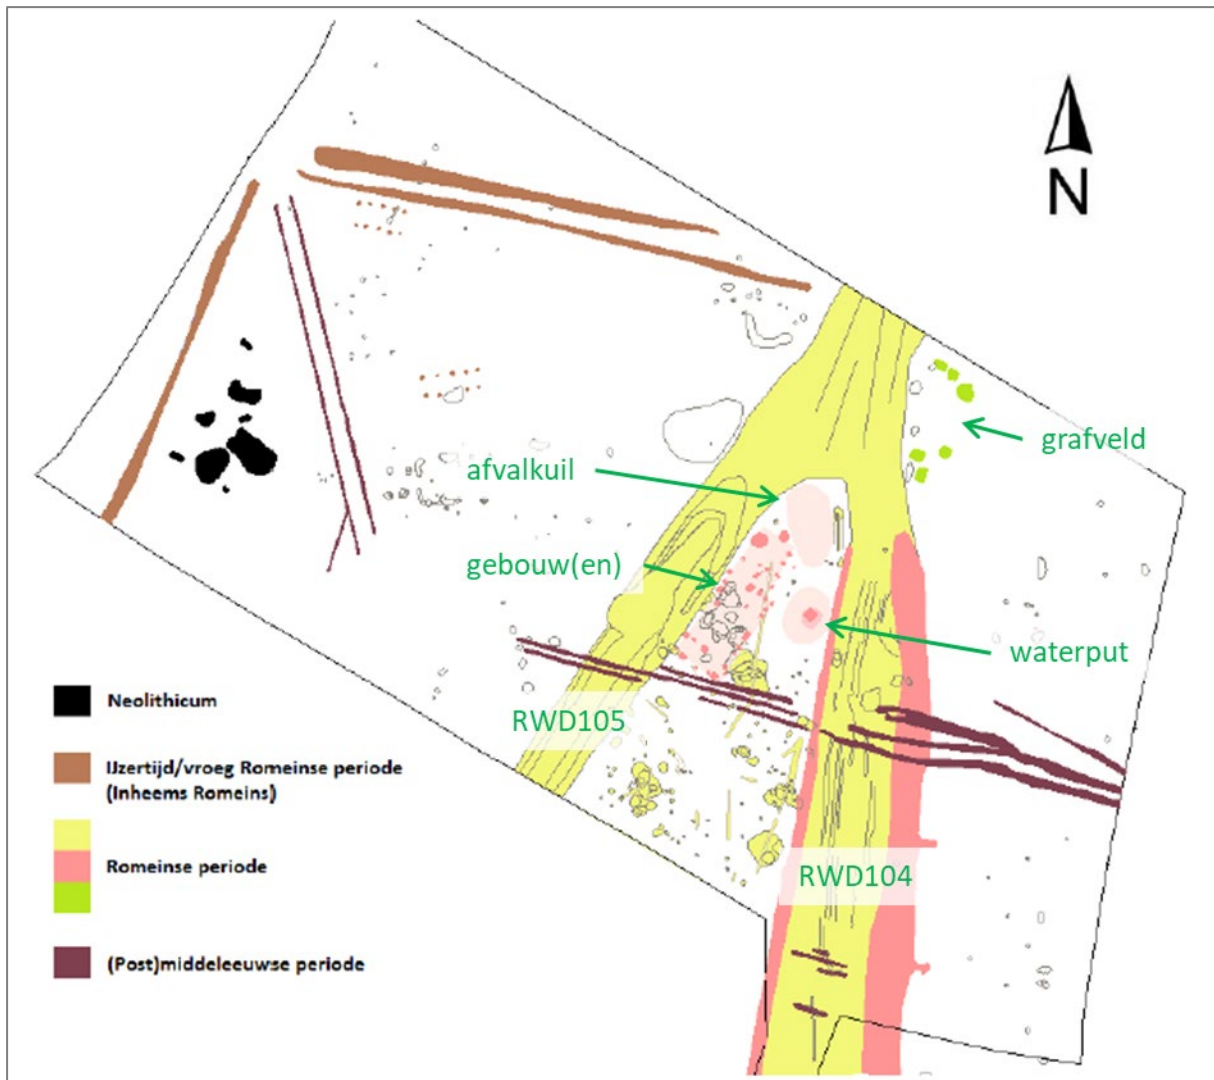 N
grafveld
afvalkuil
gebouw(en)
waterput
RWD105
RWD104
Neolithicum
IJzertijd/vroeg Romeinse periode
(Inheems Romeins)
Romeinse periode
(Post)middeleeuwse periode